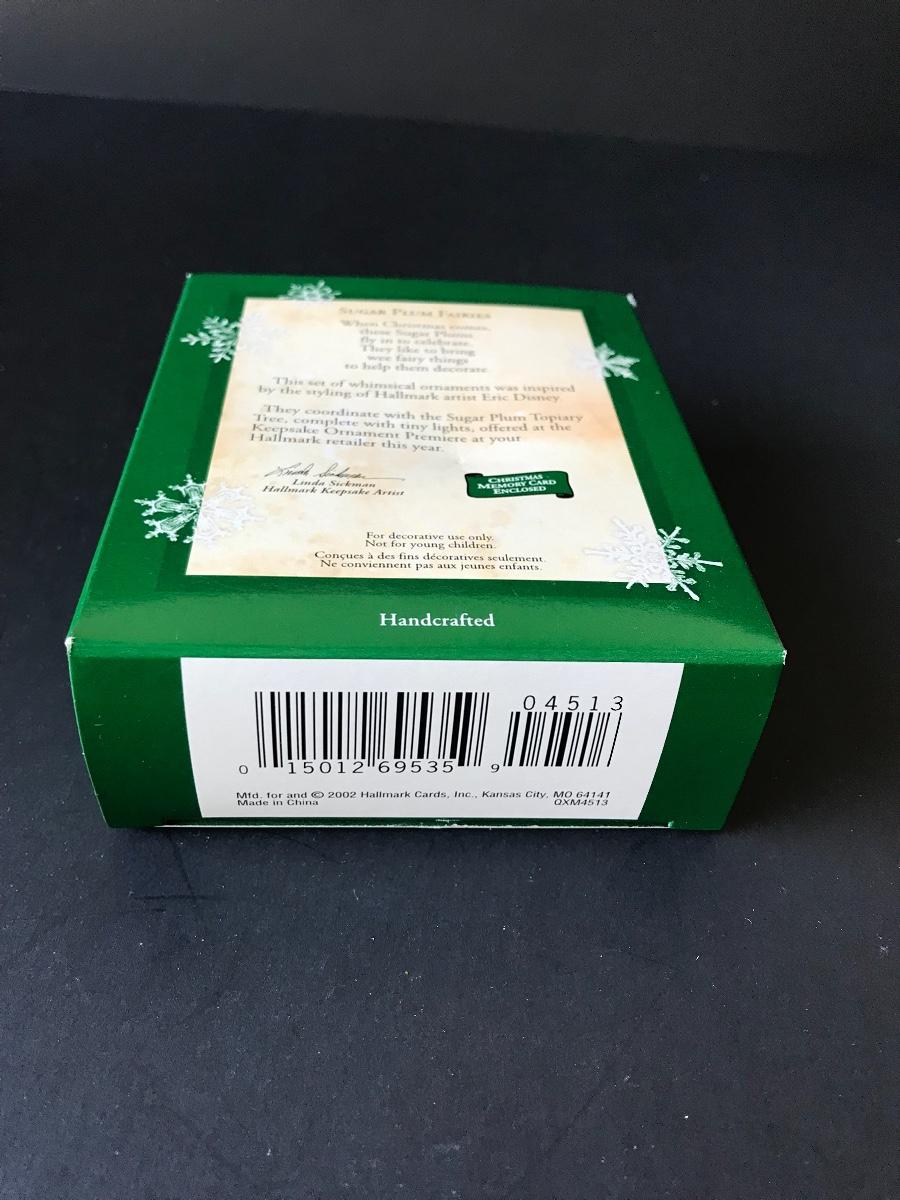 SUGAR PLUM FAIRIES
When Christmas comes,
these Sugar Plums
fly in to celebrate.
They like to bring
wee fairy things
to help them decorate.
This set of whimsical ornaments was inspired
by the styling of Hallmark artist Eric Disney.
They coordinate with the Sugar Plum Topiary
Tree, complete with tiny lights, offered at the
Keepsake Ornament Premiere at your
Hallmark retailer this year.
Linda Sickman
Linda Sickman
Hallmark Keepsake Artist
CHRISTMAS
MEMORY CARD
ENCLOSED
For decorative use only.
Not for young children.
Conçues à des fins décoratives seulement.
Ne conviennent pas aux jeunes enfants.
Handcrafted
04513
0 15012 69535 9
Mfd. for and © 2002 Hallmark Cards, Inc., Kansas City, MO 64141
Made in China QXM4513